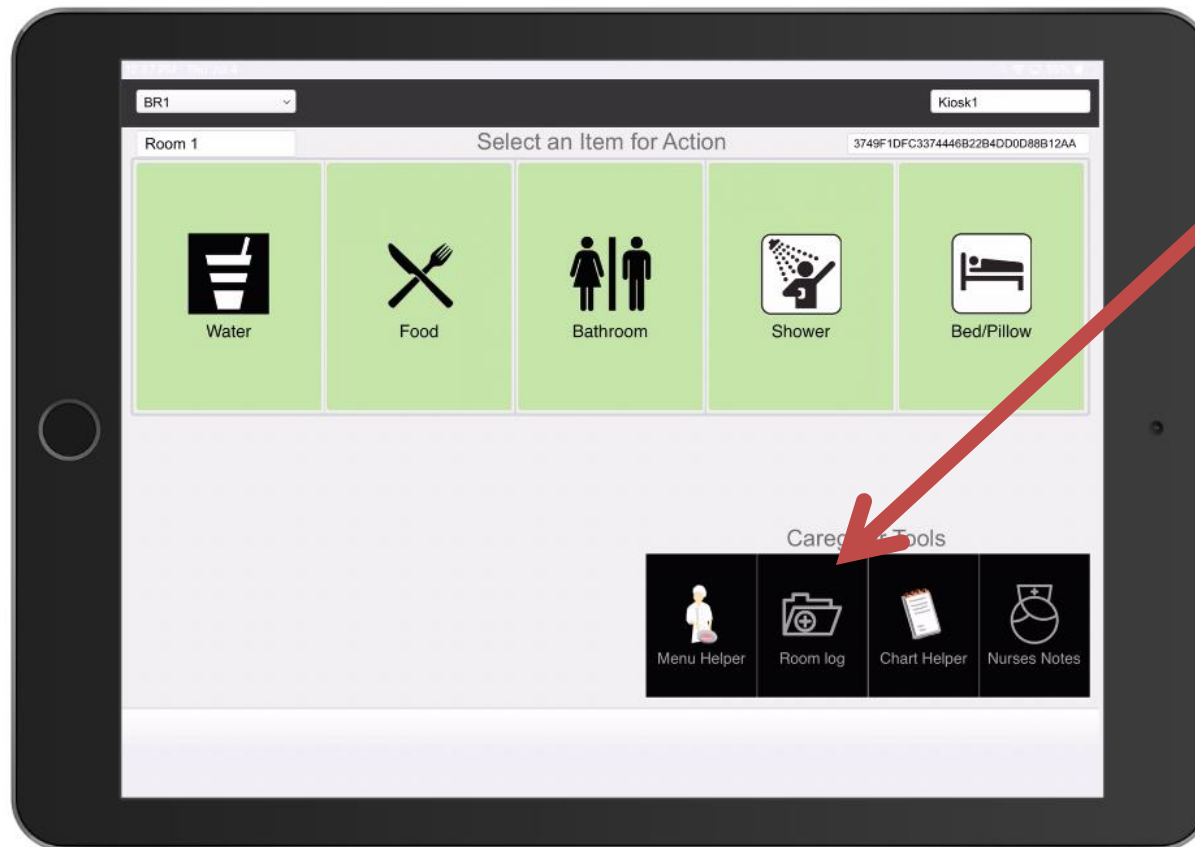 BR1
Kiosk1
Room 1
Select an Item for Action
3749F1DFC3374446B22B4DD0D88B12AA
Water
Food
Bathroom
Shower
Bed/Pillow
Tools
Menu Helper
Room log
Chart Helper
Nurses Notes